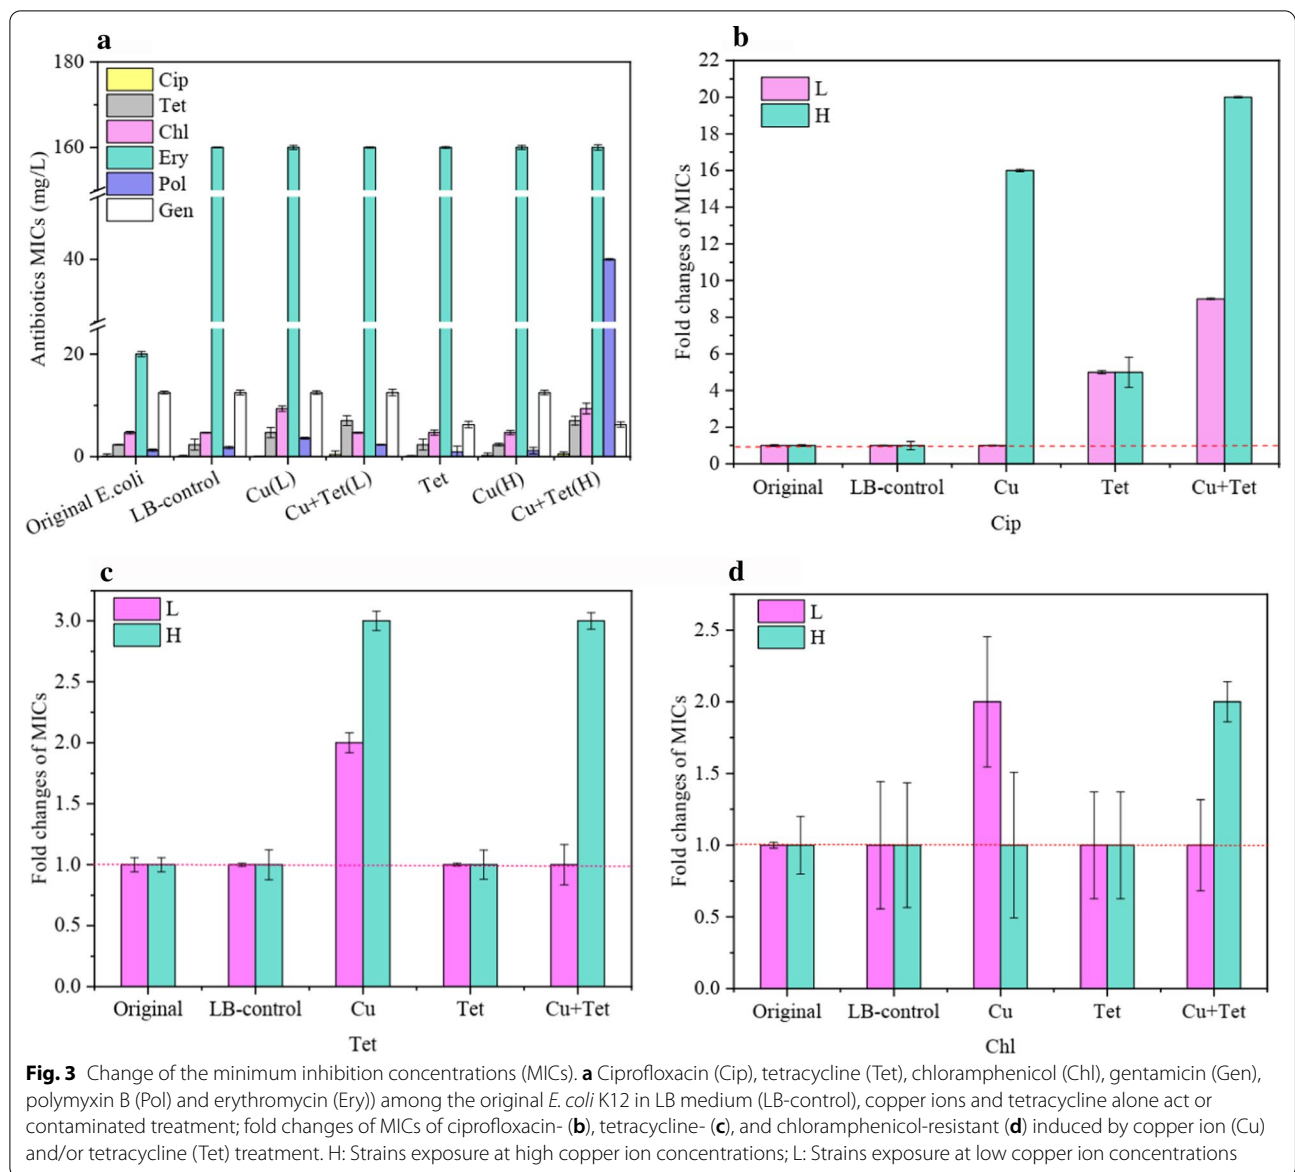 a
180
160
40
20
0
Antibiotics MICs (mg/L)
Cip
Tet
Chl
Ery
Pol
Gen
Original E.coli
LB-control
Cu(L)
Cu+Tet(L)
Tet
Cu(H)
Cu+Tet(H)
b
22
20
18
16
14
12
10
8
6
4
2
0
Fold changes of MICs
L
H
Original LB-control Cu Tet Cu+Tet
Cip
c
3.0
2.5
2.0
1.5
1.0
0.5
0.0
Fold changes of MICs
L
H
Original LB-control Cu Tet Cu+Tet
Tet
d
2.5
2.0
1.5
1.0
0.5
0.0
Fold changes of MICs
L
H
Original LB-control Cu Tet Cu+Tet
Chl
Fig. 3 Change of the minimum inhibition concentrations (MICs). a Ciprofloxacin (Cip), tetracycline (Tet), chloramphenicol (Chl), gentamicin (Gen),
polymyxin B (Pol) and erythromycin (Ery)) among the original E. coli K12 in LB medium (LB-control), copper ions and tetracycline alone act or
contaminated treatment; fold changes of MICs of ciprofloxacin- (b), tetracycline- (c), and chloramphenicol-resistant (d) induced by copper ion (Cu)
and/or tetracycline (Tet) treatment. H: Strains exposure at high copper ion concentrations; L: Strains exposure at low copper ion concentrations